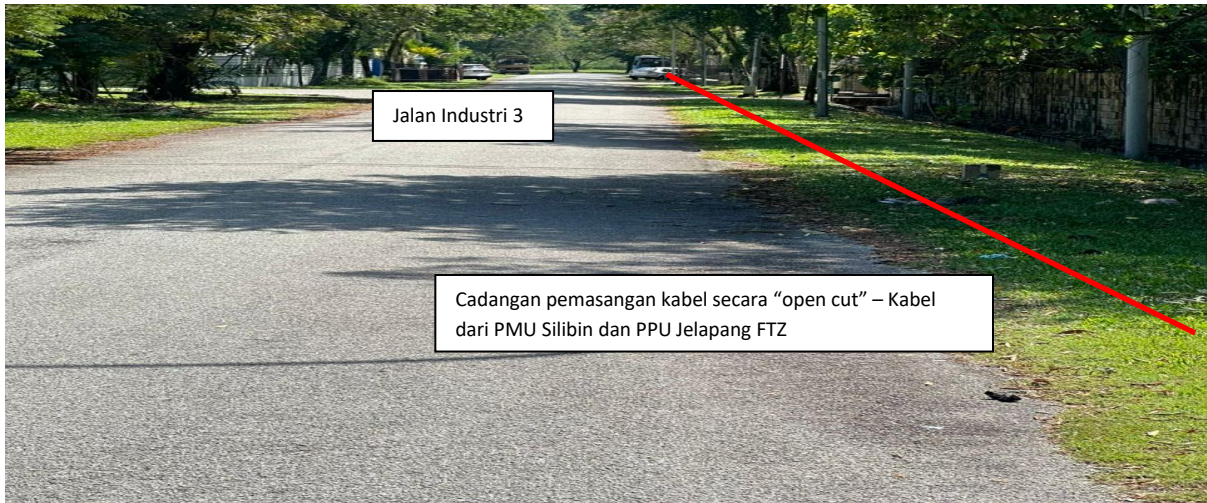 Jalan Industri 3
Cadangan pemasangan kabel secara “open cut” – Kabel
dari PMU Silibin dan PPU Jelapang FTZ